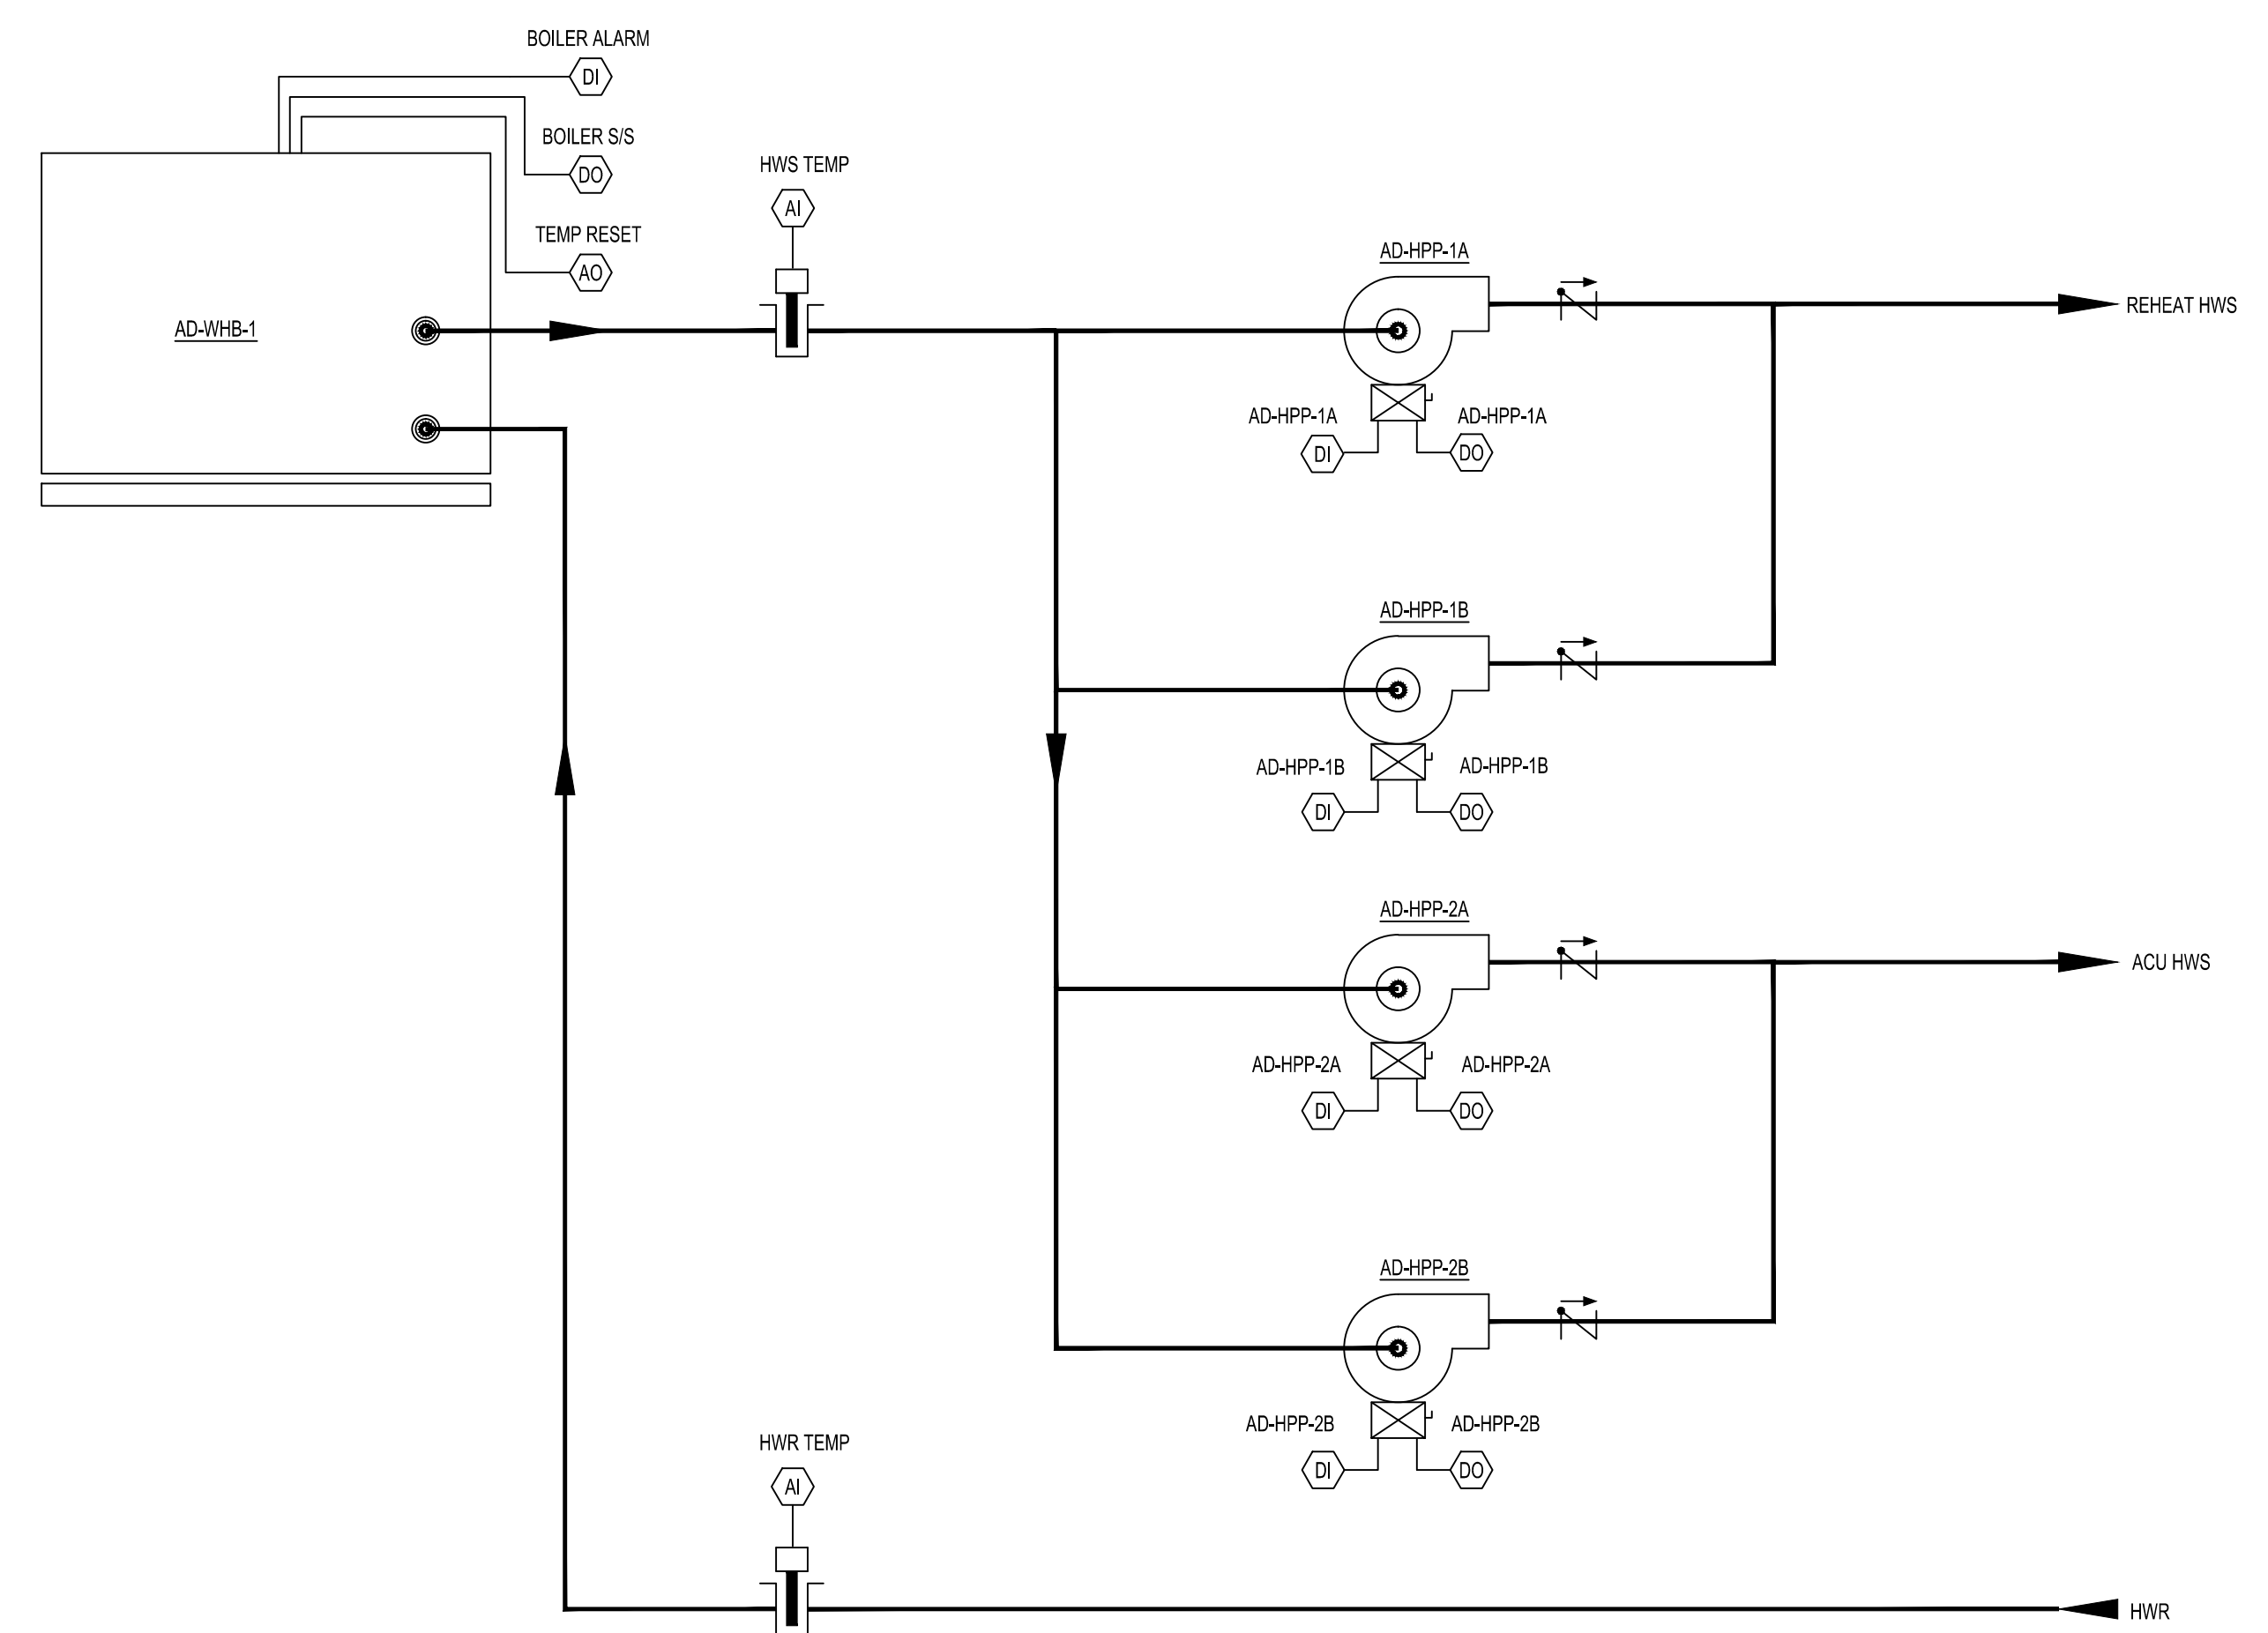 BOILER ALARM
DI
BOILER S/S
DO
TEMP RESET
AO
AD-WHB-1
HWS TEMP
AI
AD-HPP-1A
AD-HPP-1A
DI
AD-HPP-1A
DO
REHEAT HWS
AD-HPP-1B
AD-HPP-1B
DI
AD-HPP-1B
DO
AD-HPP-2A
AD-HPP-2A
DI
AD-HPP-2A
DO
ACU HWS
AD-HPP-2B
AD-HPP-2B
DI
AD-HPP-2B
DO
HWR TEMP
AI
HWR